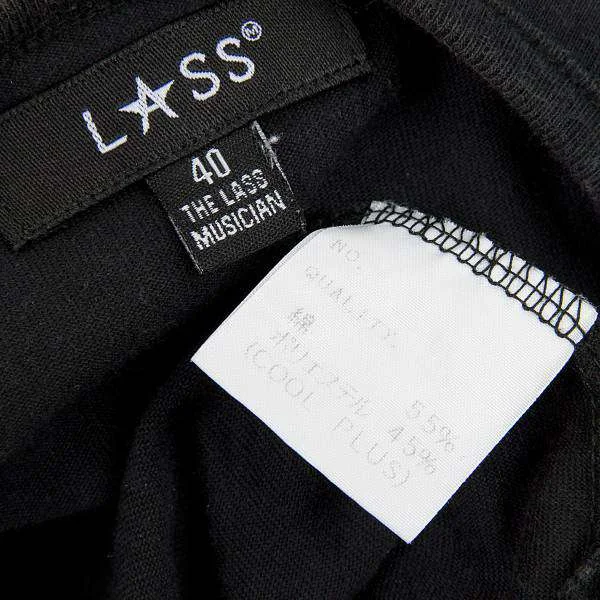 L★SS Ⓜ
40
THE LASS
MUSICIAN
NO.
QUALITY.
綿 55%
ポリエステル 45%
(COOL PLUS)